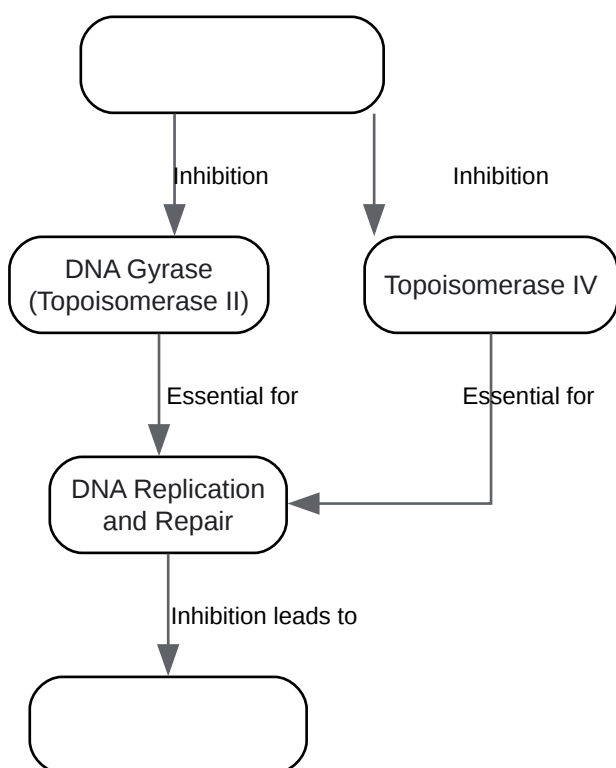 Inhibition
Inhibition
DNA Gyrase
(Topoisomerase II)
Topoisomerase IV
Essential for
Essential for
DNA Replication
and Repair
Inhibition leads to